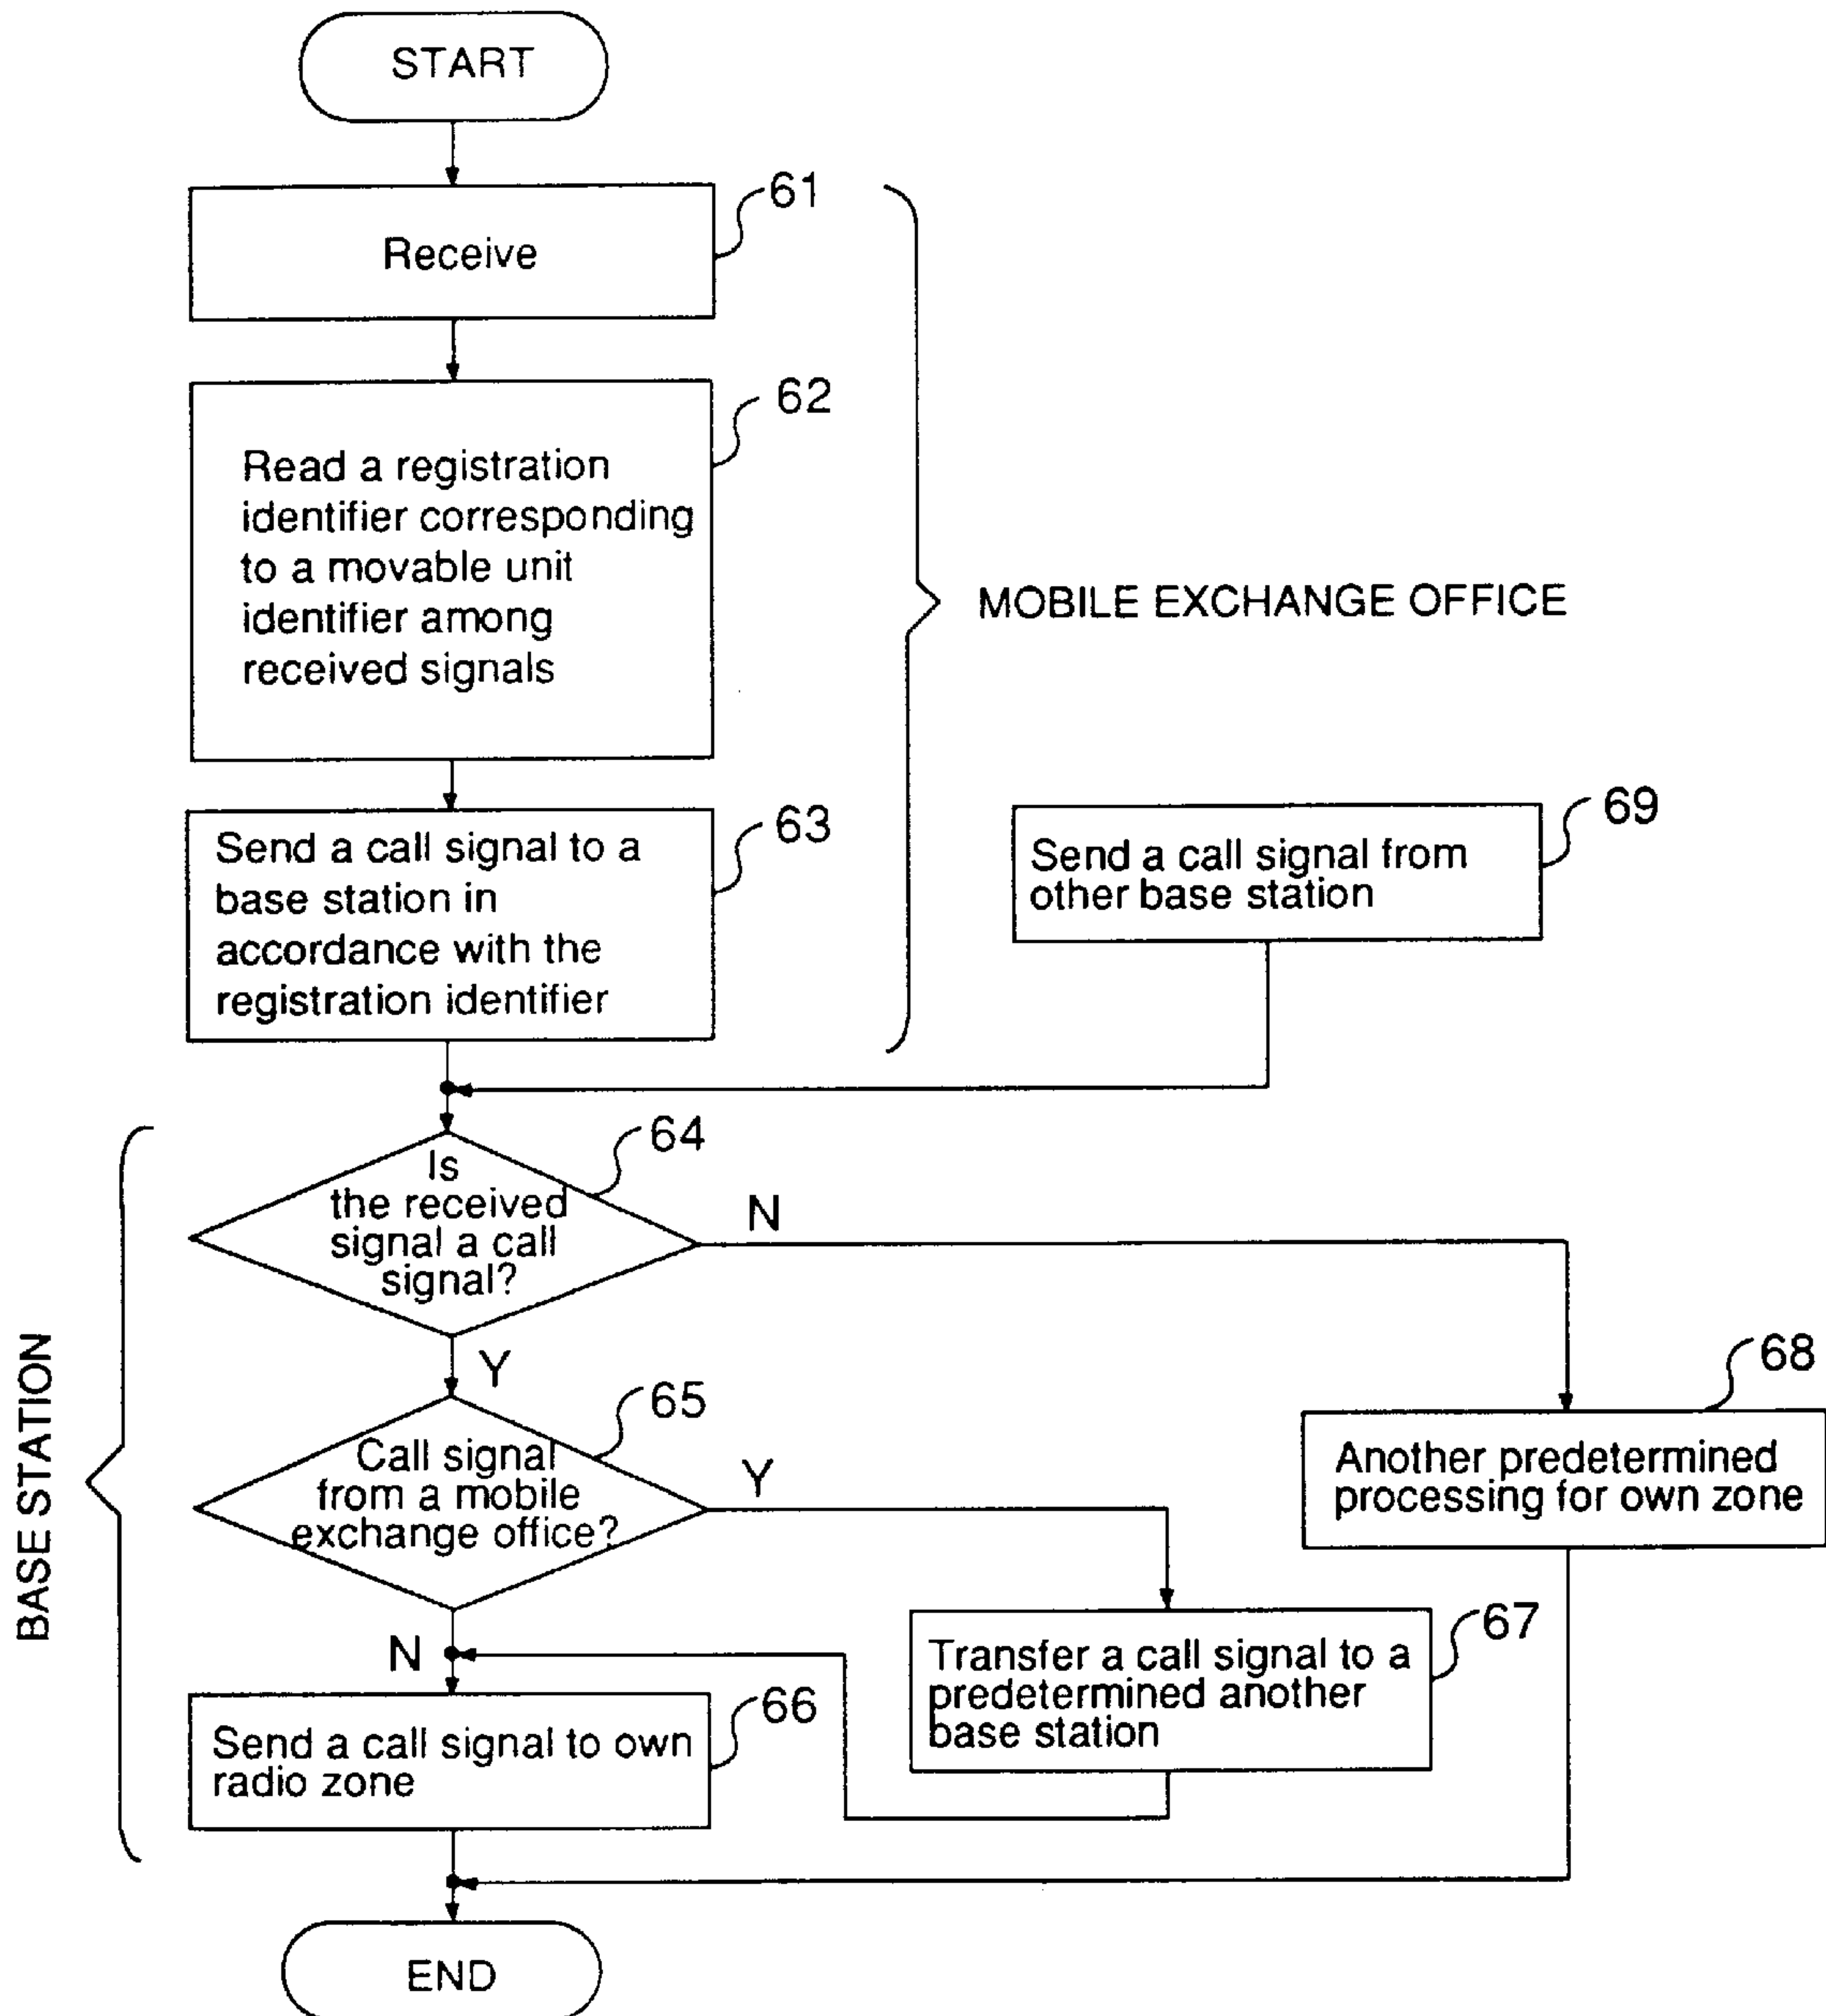 START
61
Receive
62
Read a registration
identifier corresponding
to a movable unit
identifier among
received signals
MOBILE EXCHANGE OFFICE
63
Send a call signal to a
base station in
accordance with the
registration identifier
69
Send a call signal from
other base station
64
Is
the received
signal a call
signal?
N
Y
BASE STATION
65
Call signal
from a mobile
exchange office?
Y
68
Another predetermined
processing for own zone
N
67
Transfer a call signal to a
predetermined another
base station
66
Send a call signal to own
radio zone
END